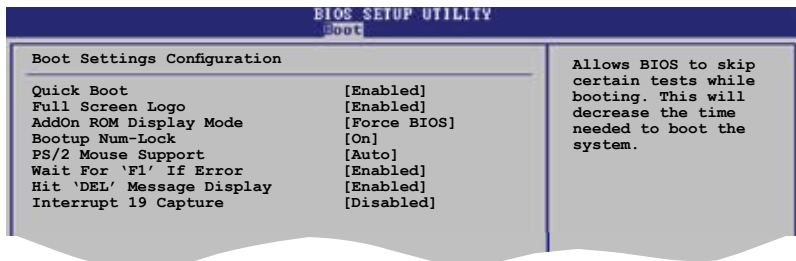 BIOS SETUP UTILITY
Boot
Boot Settings Configuration
Quick Boot [Enabled]
Full Screen Logo [Enabled]
AddOn ROM Display Mode [Force BIOS]
Bootup Num-Lock [On]
PS/2 Mouse Support [Auto]
Wait For ‘F1’ If Error [Enabled]
Hit ‘DEL’ Message Display [Enabled]
Interrupt 19 Capture [Disabled]
Allows BIOS to skip
certain tests while
booting. This will
decrease the time
needed to boot the
system.